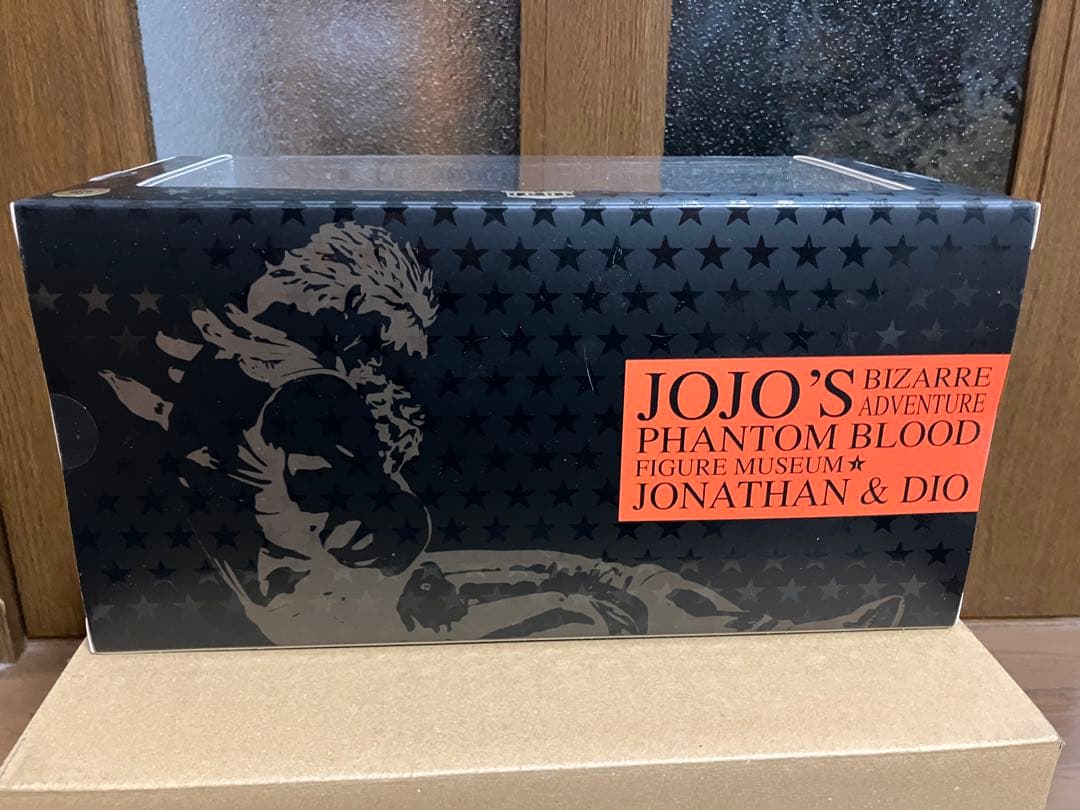 JOJO'S BIZARRE
ADVENTURE
PHANTOM BLOOD
FIGURE MUSEUM★
JONATHAN & DIO